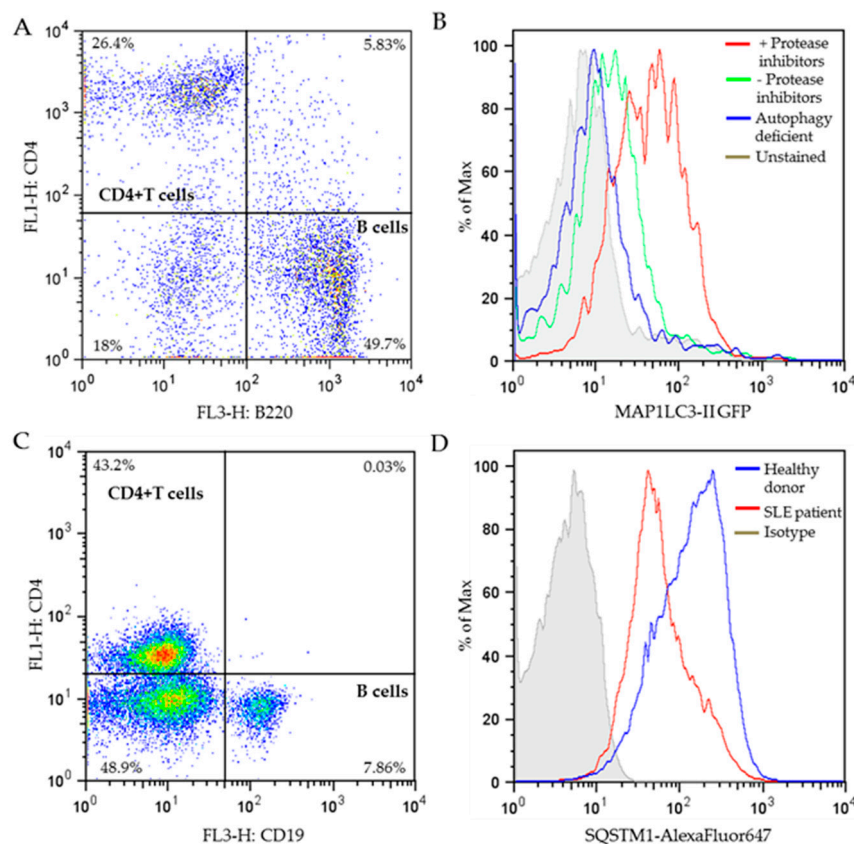 A
26.4%
5.83%
CD4+T cells
B cells
18%
49.7%
FL1-H: CD4
10⁴
10³
10²
10¹
10⁰
10⁰ 10¹ 10² 10³ 10⁴
FL3-H: B220
B
+ Protease
inhibitors
- Protease
inhibitors
Autophagy
deficient
Unstained
% of Max
100
80
60
40
20
0
10⁰ 10¹ 10² 10³ 10⁴
MAP1LC3-II GFP
C
43.2%
0.03%
CD4+T cells
B cells
48.9%
7.86%
FL1-H: CD4
10⁴
10³
10²
10¹
10⁰
10⁰ 10¹ 10² 10³ 10⁴
FL3-H: CD19
D
Healthy
donor
SLE patient
Isotype
% of Max
100
80
60
40
20
0
10⁰ 10¹ 10² 10³ 10⁴
SQSTM1-AlexaFluor647